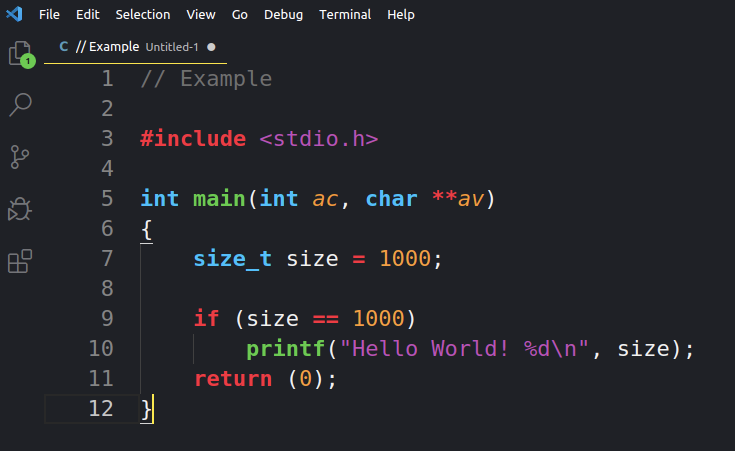 File Edit Selection View Go Debug Terminal Help
C // Example Untitled-1 ●
1 // Example
2
3 #include <stdio.h>
4
5 int main(int ac, char **av)
6 {
7     size_t size = 1000;
8
9     if (size == 1000)
10         printf("Hello World! %d\n", size);
11     return (0);
12 }
1